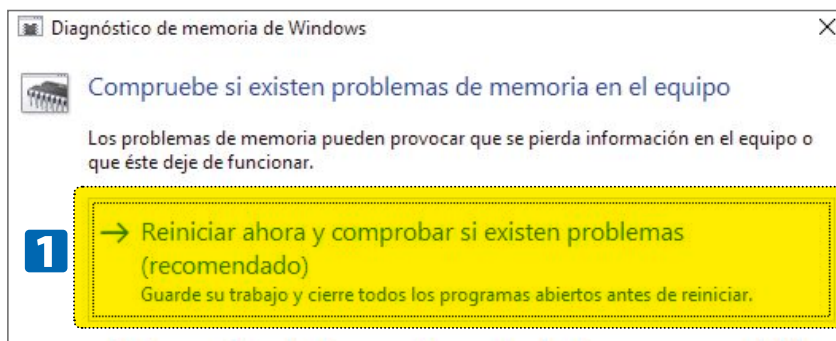 Diagnóstico de memoria de Windows
Compruebe si existen problemas de memoria en el equipo
Los problemas de memoria pueden provocar que se pierda información en el equipo o
que éste deje de funcionar.
1
Reiniciar ahora y comprobar si existen problemas
(recomendado)
Guarde su trabajo y cierre todos los programas abiertos antes de reiniciar.